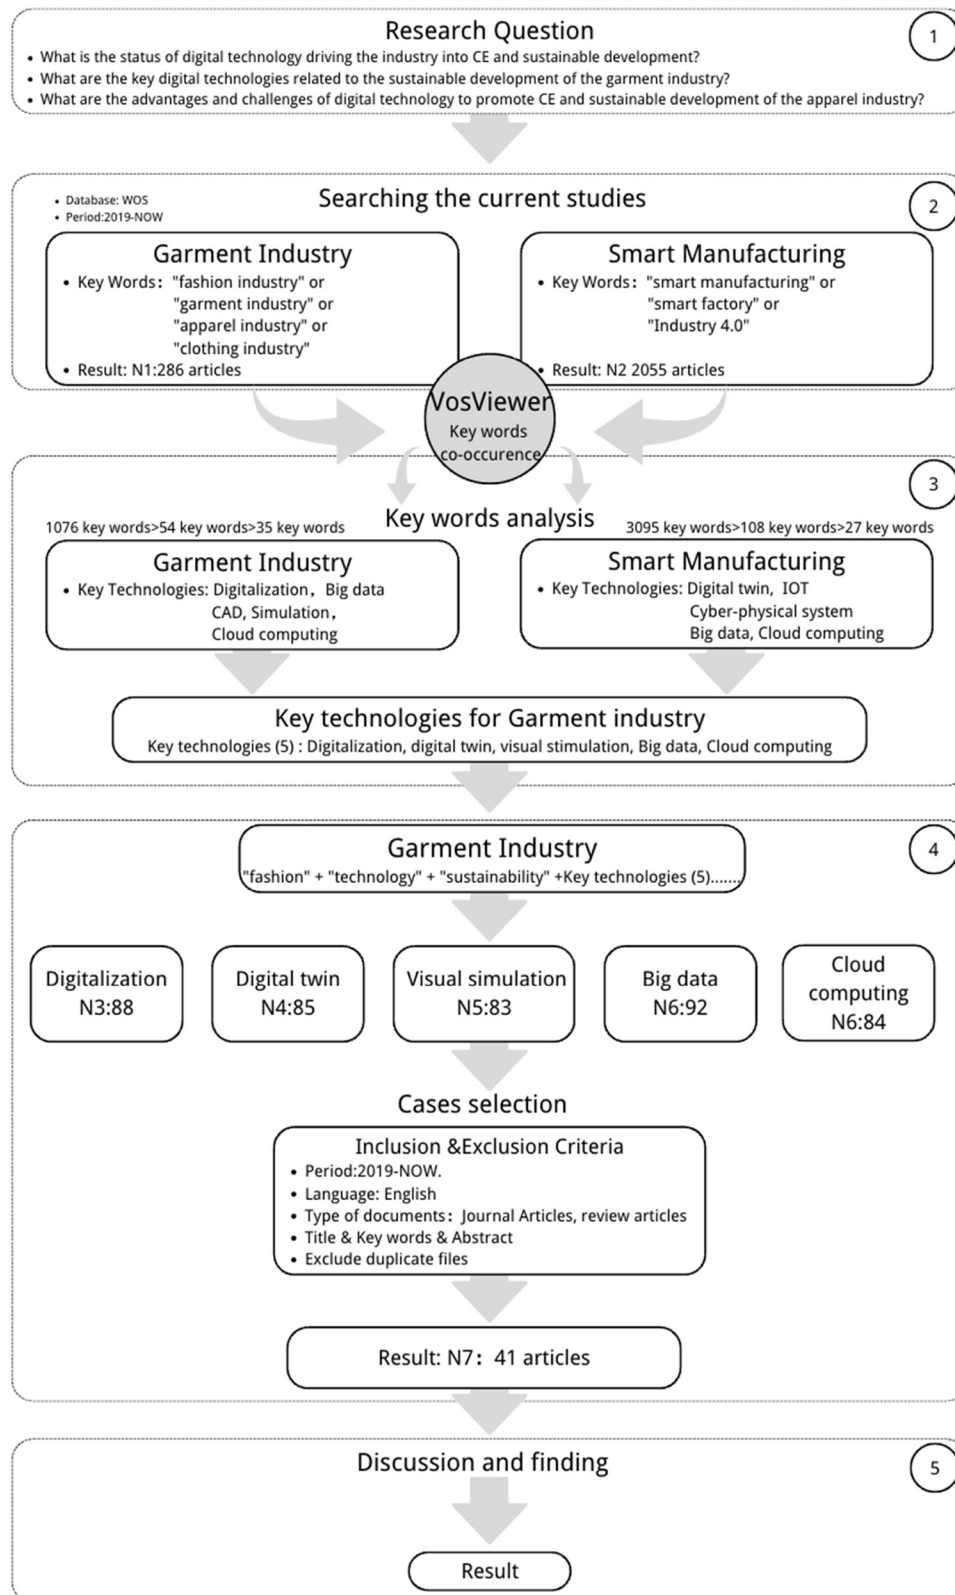 Research Question
1
• What is the status of digital technology driving the industry into CE and sustainable development?
• What are the key digital technologies related to the sustainable development of the garment industry?
• What are the advantages and challenges of digital technology to promote CE and sustainable development of the apparel industry?
• Database: WOS
• Period:2019-NOW
Searching the current studies
2
Garment Industry
• Key Words: "fashion industry" or
"garment industry" or
"apparel industry" or
"clothing industry"
• Result: N1:286 articles
Smart Manufacturing
• Key Words: "smart manufacturing" or
"smart factory" or
"Industry 4.0"
• Result: N2 2055 articles
VosViewer
Key words
co-occurence
3
Key words analysis
1076 key words>54 key words>35 key words
3095 key words>108 key words>27 key words
Garment Industry
• Key Technologies: Digitalization, Big data
CAD, Simulation,
Cloud computing
Smart Manufacturing
• Key Technologies: Digital twin, IOT
Cyber-physical system
Big data, Cloud computing
Key technologies for Garment industry
Key technologies (5) : Digitalization, digital twin, visual stimulation, Big data, Cloud computing
4
Garment Industry
"fashion" + "technology" + "sustainability" +Key technologies (5).......
Digitalization
N3:88
Digital twin
N4:85
Visual simulation
N5:83
Big data
N6:92
Cloud
computing
N6:84
Cases selection
Inclusion &Exclusion Criteria
• Period:2019-NOW.
• Language: English
• Type of documents: Journal Articles, review articles
• Title & Key words & Abstract
• Exclude duplicate files
Result: N7: 41 articles
Discussion and finding
5
Result